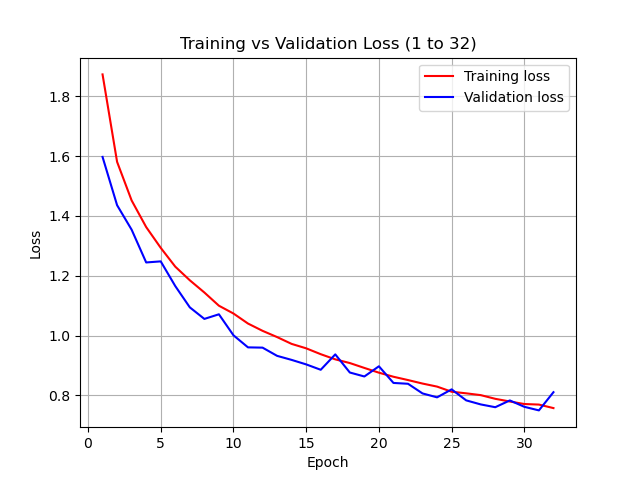 Training vs Validation Loss (1 to 32)
Training loss
Validation loss
Loss
1.8
1.6
1.4
1.2
1.0
0.8
0 5 10 15 20 25 30
Epoch